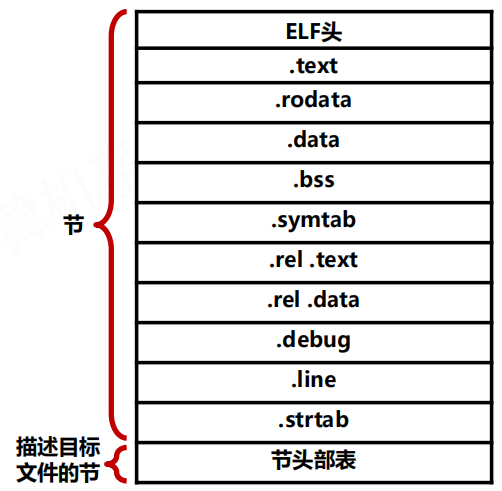 ELF头
.text
.rodata
.data
.bss
.symtab
.rel .text
.rel .data
.debug
.line
.strtab
节头部表
节
描述目标
文件的节